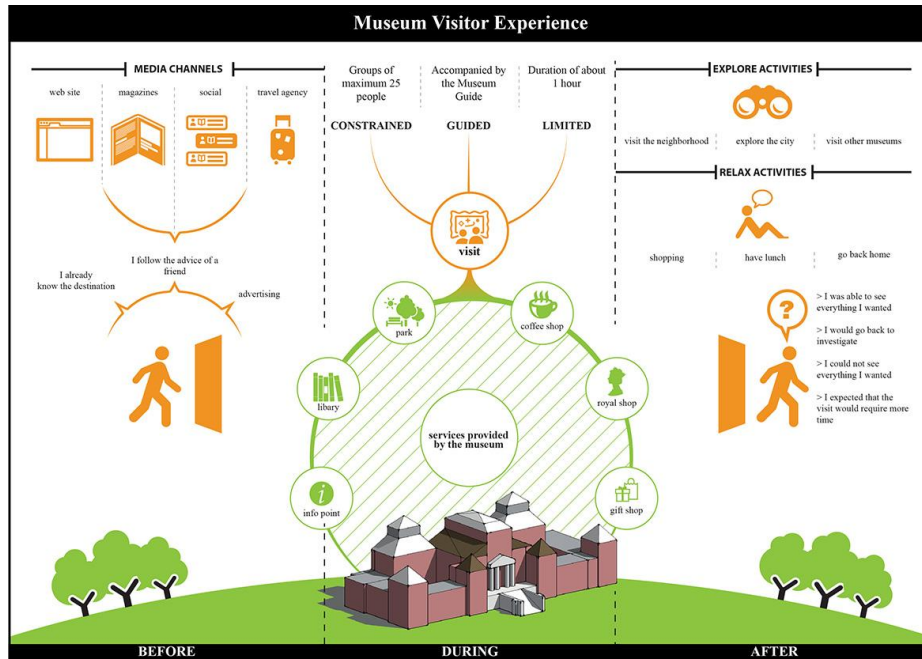 Museum Visitor Experience
MEDIA CHANNELS
web site
magazines
social
travel agency
I follow the advice of a
friend
I already
know the destination
advertising
Groups of
maximum 25
people
CONSTRAINED
Accompanied by
the Museum
Guide
GUIDED
Duration of about
1 hour
LIMITED
visit
park
coffee shop
libary
royal shop
services provided
by the museum
info point
gift shop
EXPLORE ACTIVITIES
visit the neighborhood
explore the city
visit other museums
RELAX ACTIVITIES
shopping
have lunch
go back home
?
> I was able to see
everything I wanted
> I would go back to
investigate
> I could not see
everything I wanted
> I expected that the
visit would require more
time
BEFORE
DURING
AFTER